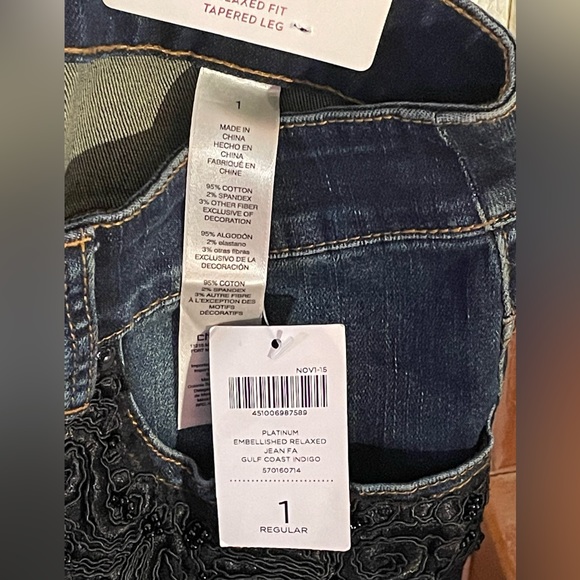 RELAXED FIT
TAPERED LEG
1
MADE IN
CHINA
HECHO EN
CHINA
FABRIQUÉ EN
CHINE
95% COTTON
2% SPANDEX
3% OTHER FIBER
EXCLUSIVE OF
DECORATION
95% ALGODÓN
2% elastano
3% otras fibras
EXCLUSIVO DE LA
DECORACIÓN
95% COTON
2% SPANDEX
3% AUTRE FIBRE
À L'EXCEPTION DES
MOTIFS
DÉCORATIFS
NOV1-15
451006987589
PLATINUM
EMBELLISHED RELAXED
JEAN FA
GULF COAST INDIGO
570160714
1
REGULAR